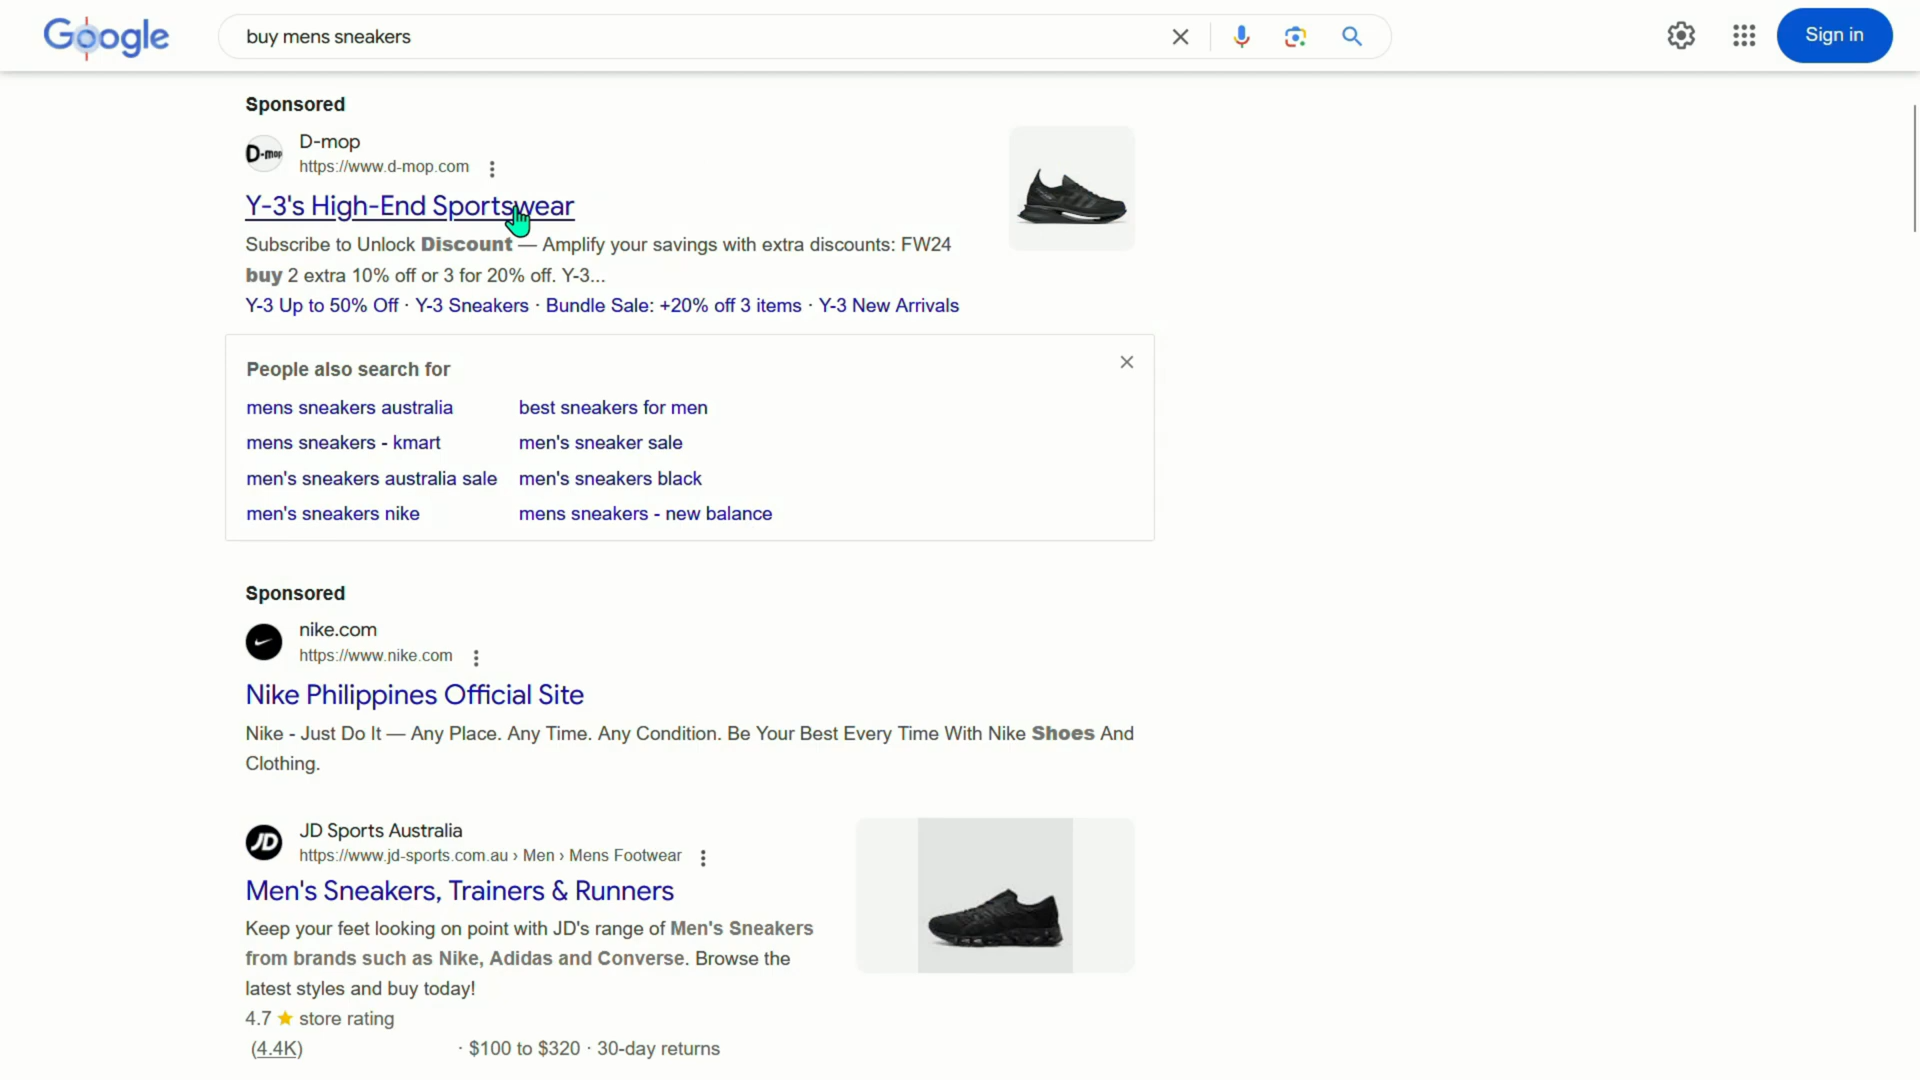 Google
buy mens sneakers
Sign in
Sponsored
D-mop
D-mop
https://www.d-mop.com
Y-3's High-End Sportswear
Subscribe to Unlock Discount — Amplify your savings with extra discounts: FW24
buy 2 extra 10% off or 3 for 20% off. Y-3...
Y-3 Up to 50% Off · Y-3 Sneakers · Bundle Sale: +20% off 3 items · Y-3 New Arrivals
People also search for
mens sneakers australia
best sneakers for men
mens sneakers - kmart
men's sneaker sale
men's sneakers australia sale
men's sneakers black
men's sneakers nike
mens sneakers - new balance
Sponsored
nike.com
https://www.nike.com
Nike Philippines Official Site
Nike - Just Do It — Any Place. Any Time. Any Condition. Be Your Best Every Time With Nike Shoes And
Clothing.
JD
JD Sports Australia
https://www.jd-sports.com.au › Men › Mens Footwear
Men's Sneakers, Trainers & Runners
Keep your feet looking on point with JD's range of Men's Sneakers
from brands such as Nike, Adidas and Converse. Browse the
latest styles and buy today!
4.7 ★ store rating
(4.4K) · $100 to $320 · 30-day returns